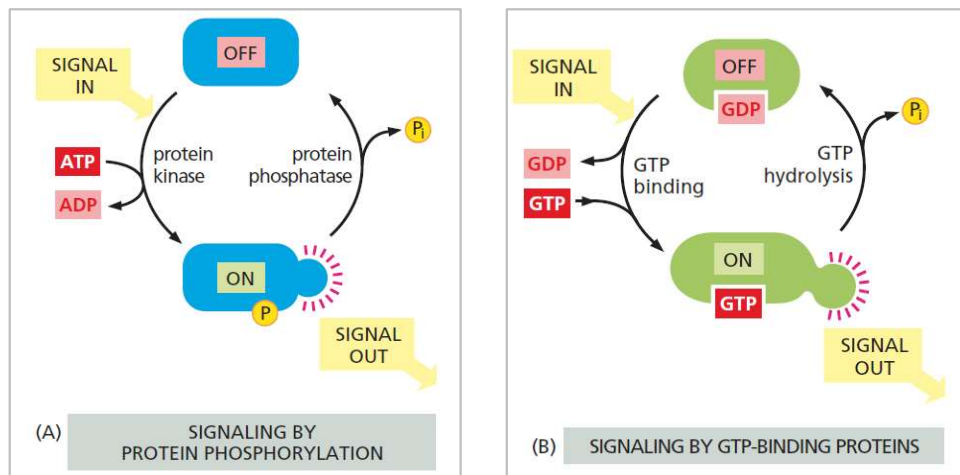 OFF
SIGNAL
IN
ATP
ADP
protein
kinase
protein
phosphatase
Pi
ON
P
SIGNAL
OUT
(A)
SIGNALING BY
PROTEIN PHOSPHORYLATION
OFF
GDP
SIGNAL
IN
GDP
GTP
GTP
binding
GTP
hydrolysis
Pi
ON
GTP
SIGNAL
OUT
(B)
SIGNALING BY GTP-BINDING PROTEINS